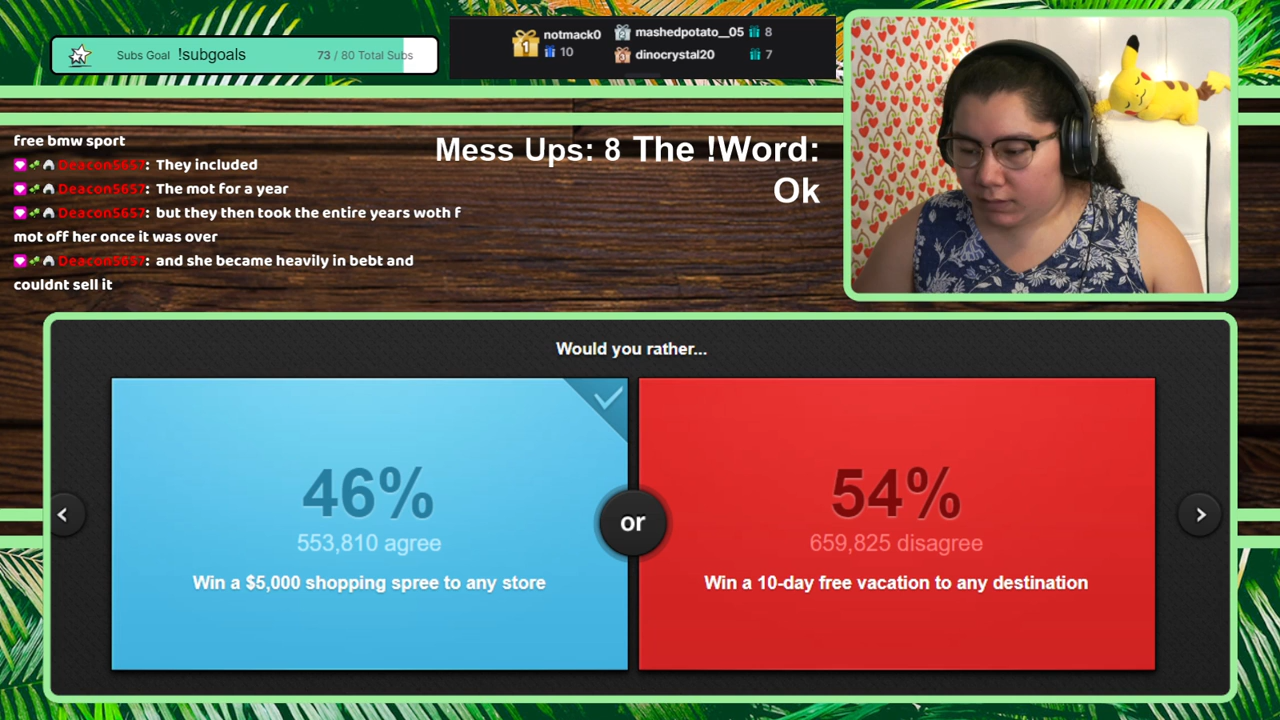 Subs Goal !subgoals 73 / 80 Total Subs
1 notmack0 10
2 mashedpotato__05 8
3 dinocrystal20 7
free bmw sport
Deacon5657: They included
Deacon5657: The mot for a year
Deacon5657: but they then took the entire years woth f
mot off her once it was over
Deacon5657: and she became heavily in bebt and
couldnt sell it
Mess Ups: 8 The !Word:
Ok
Would you rather...
46%
553,810 agree
Win a $5,000 shopping spree to any store
or
54%
659,825 disagree
Win a 10-day free vacation to any destination